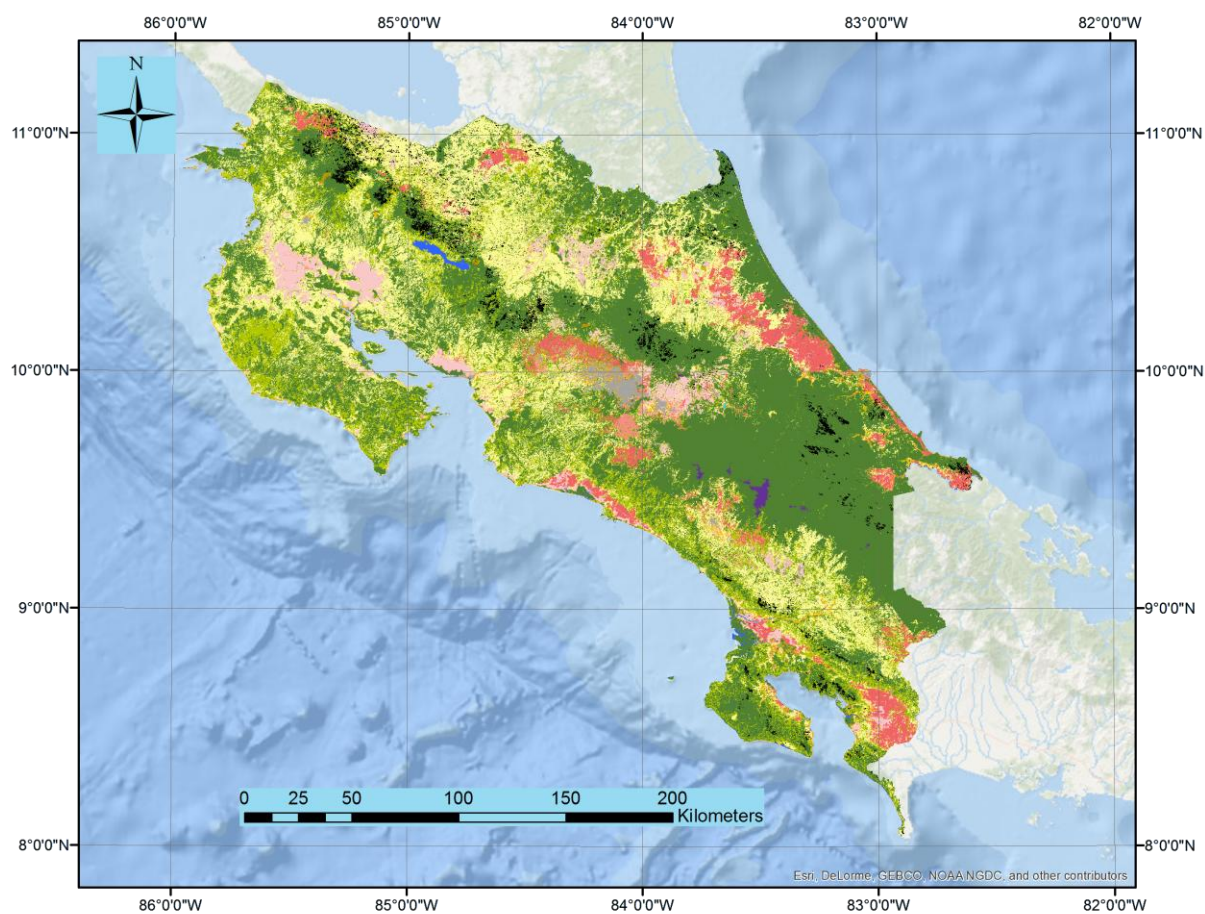 86°0'0"W 85°0'0"W 84°0'0"W 83°0'0"W 82°0'0"W
N
11°0'0"N 11°0'0"N
10°0'0"N 10°0'0"N
9°0'0"N 9°0'0"N
0 25 50 100 150 200
Kilometers
8°0'0"N 8°0'0"N
Esri, DeLorme, GEBCO, NOAA NGDC, and other contributors
86°0'0"W 85°0'0"W 84°0'0"W 83°0'0"W 82°0'0"W